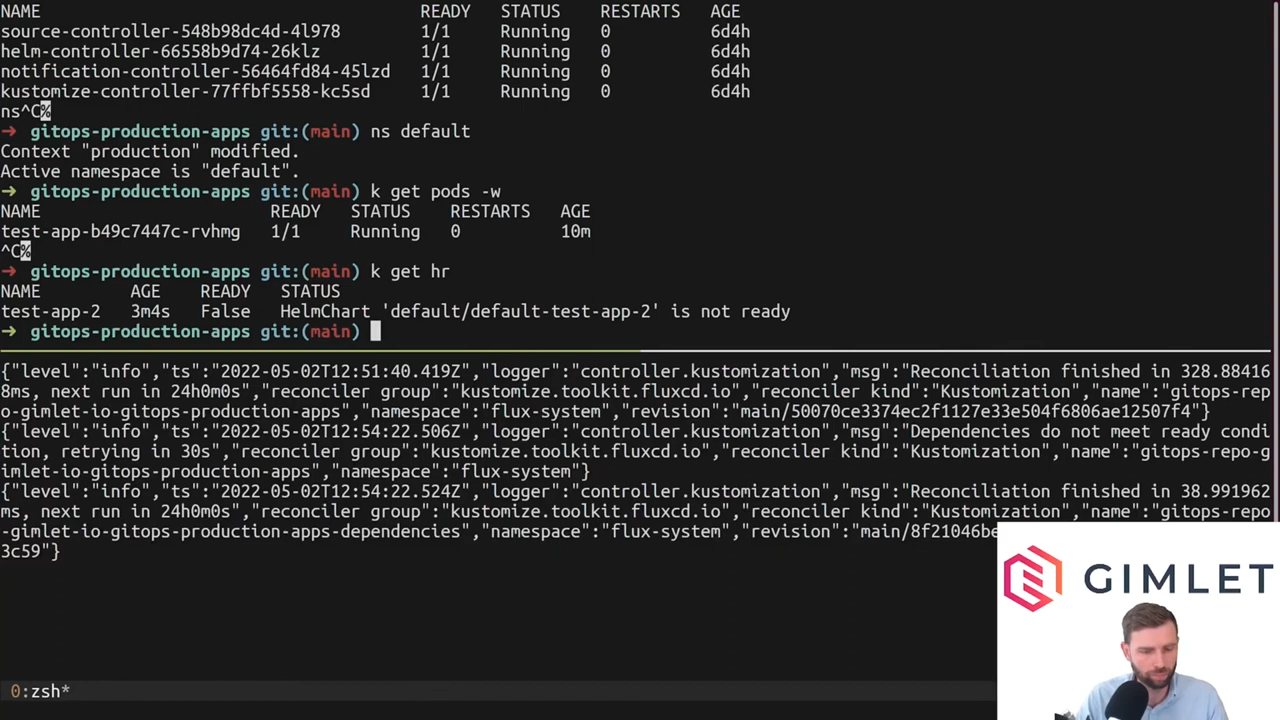 NAME READY STATUS RESTARTS AGE
source-controller-548b98dc4d-4l978 1/1 Running 0 6d4h
helm-controller-66558b9d74-26klz 1/1 Running 0 6d4h
notification-controller-56464fd84-45lzd 1/1 Running 0 6d4h
kustomize-controller-77ffbf5558-kc5sd 1/1 Running 0 6d4h
ns^C%
➜ gitops-production-apps git:(main) ns default
Context "production" modified.
Active namespace is "default".
➜ gitops-production-apps git:(main) k get pods -w
NAME READY STATUS RESTARTS AGE
test-app-b49c7447c-rvhmg 1/1 Running 0 10m
^C%
➜ gitops-production-apps git:(main) k get hr
NAME AGE READY STATUS
test-app-2 3m4s False HelmChart 'default/default-test-app-2' is not ready
➜ gitops-production-apps git:(main)
{"level":"info","ts":"2022-05-02T12:51:40.419Z","logger":"controller.kustomization","msg":"Reconciliation finished in 328.88416
8ms, next run in 24h0m0s","reconciler group":"kustomize.toolkit.fluxcd.io","reconciler kind":"Kustomization","name":"gitops-rep
o-gimlet-io-gitops-production-apps","namespace":"flux-system","revision":"main/50070ce3374ec2f1127e33e504f6806ae12507f4"}
{"level":"info","ts":"2022-05-02T12:54:22.506Z","logger":"controller.kustomization","msg":"Dependencies do not meet ready condi
tion, retrying in 30s","reconciler group":"kustomize.toolkit.fluxcd.io","reconciler kind":"Kustomization","name":"gitops-repo-g
imlet-io-gitops-production-apps","namespace":"flux-system"}
{"level":"info","ts":"2022-05-02T12:54:22.524Z","logger":"controller.kustomization","msg":"Reconciliation finished in 38.991962
ms, next run in 24h0m0s","reconciler group":"kustomize.toolkit.fluxcd.io","reconciler kind":"Kustomization","name":"gitops-repo
-gimlet-io-gitops-production-apps-dependencies","namespace":"flux-system","revision":"main/8f21046b
3c59"}
GIMLET
0:zsh*